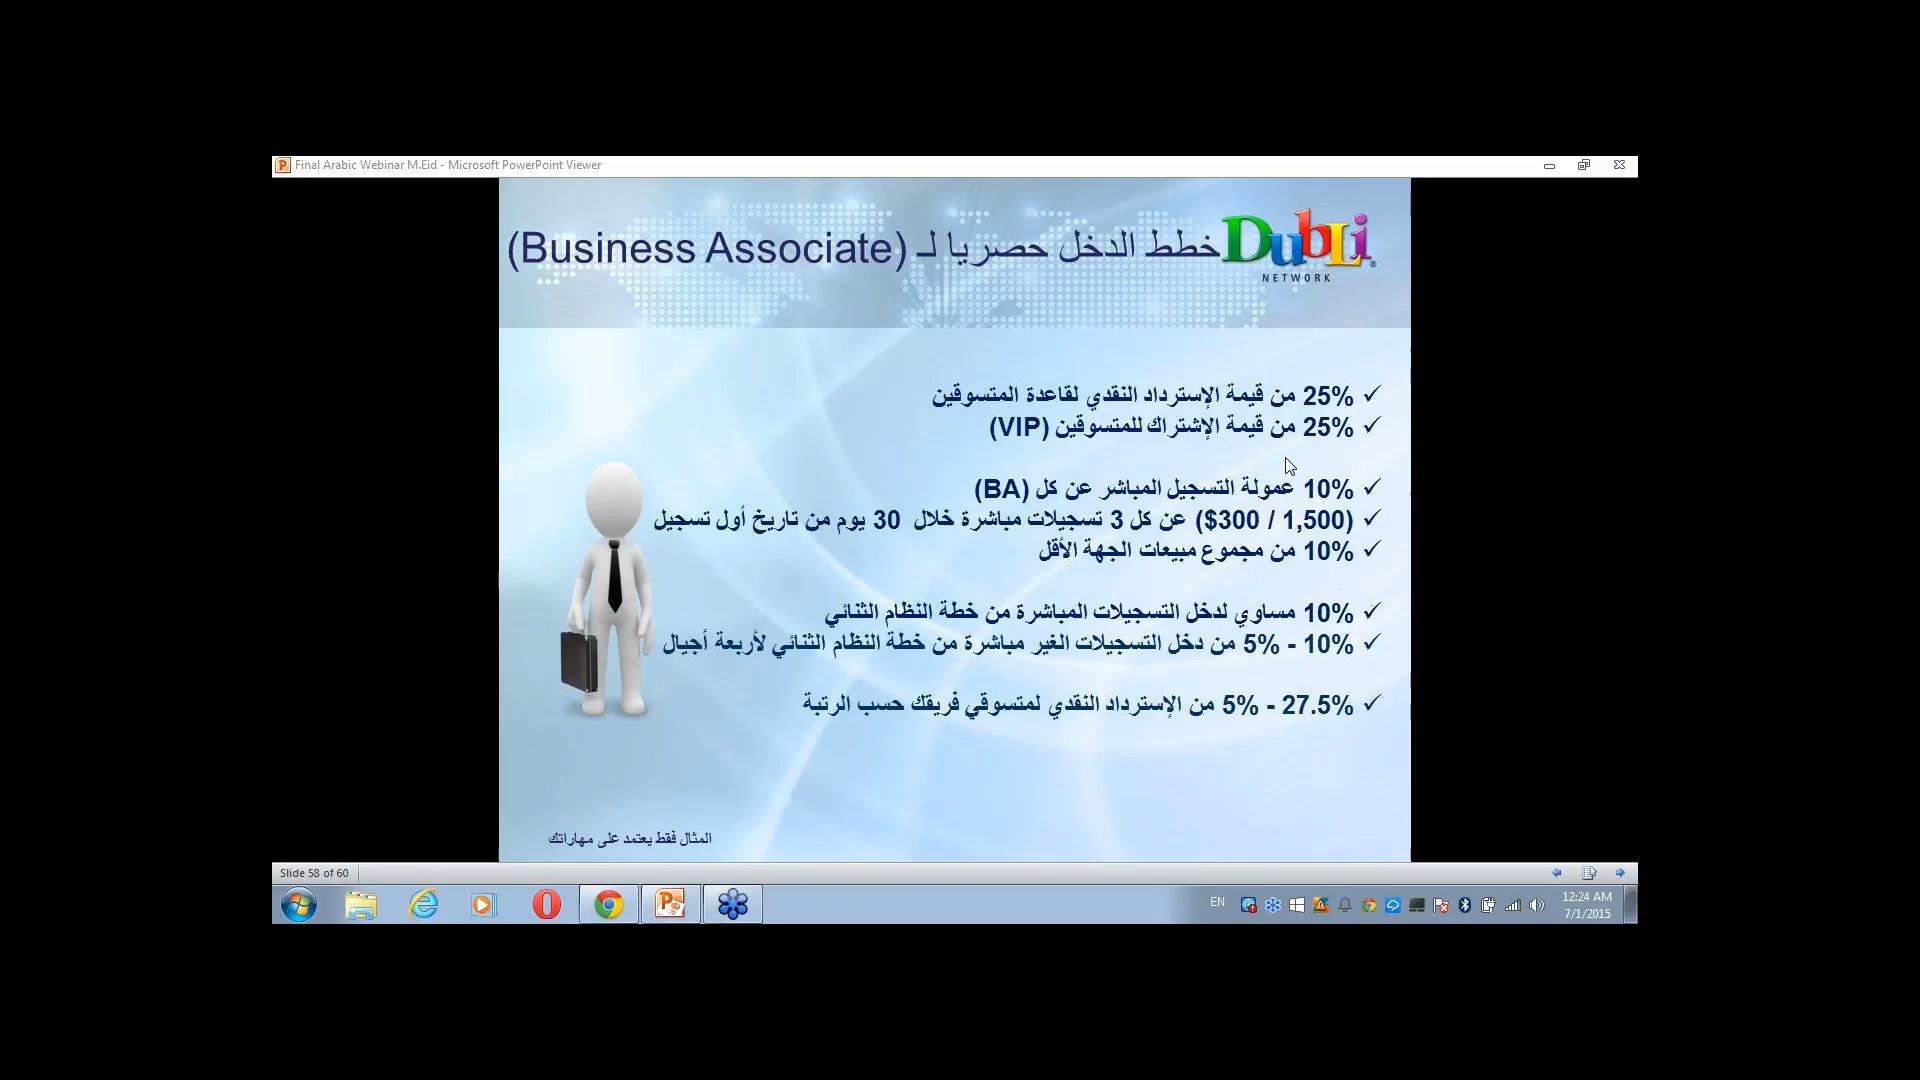 Final Arabic Webinar M.Eid - Microsoft PowerPoint Viewer
خطط الدخل حصريا لـ (Business Associate)
DubLi®
NETWORK
25% من قيمة الإسترداد النقدي لقاعدة المتسوقين
25% من قيمة الإشتراك للمتسوقين (VIP)
10% عمولة التسجيل المباشر عن كل (BA)
($300 / 1,500) عن كل 3 تسجيلات مباشرة خلال 30 يوم من تاريخ أول تسجيل
10% من مجموع مبيعات الجهة الأقل
10% مساوي لدخل التسجيلات المباشرة من خطة النظام الثنائي
10% - 5% من دخل التسجيلات الغير مباشرة من خطة النظام الثنائي لأربعة أجيال
27.5% - 5% من الإسترداد النقدي لمتسوقي فريقك حسب الرتبة
المثال فقط يعتمد على مهاراتك
Slide 58 of 60
EN
12:24 AM
7/1/2015